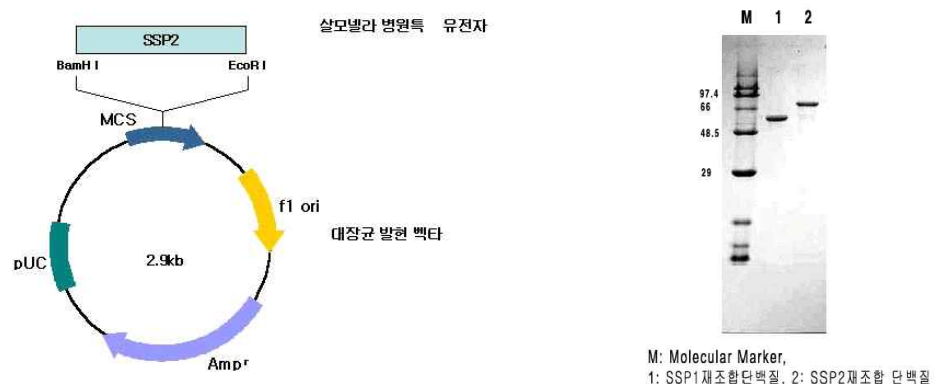 살모넬라 병원특 유전자
SSP2
BamH I EcoR I
MCS
f1 ori
대장균 발현 벡타
pUC
2.9kb
Ampr
M 1 2
97.4
66
48.5
29
M: Molecular Marker,
1: SSP1재조합단백질, 2: SSP2재조합 단백질